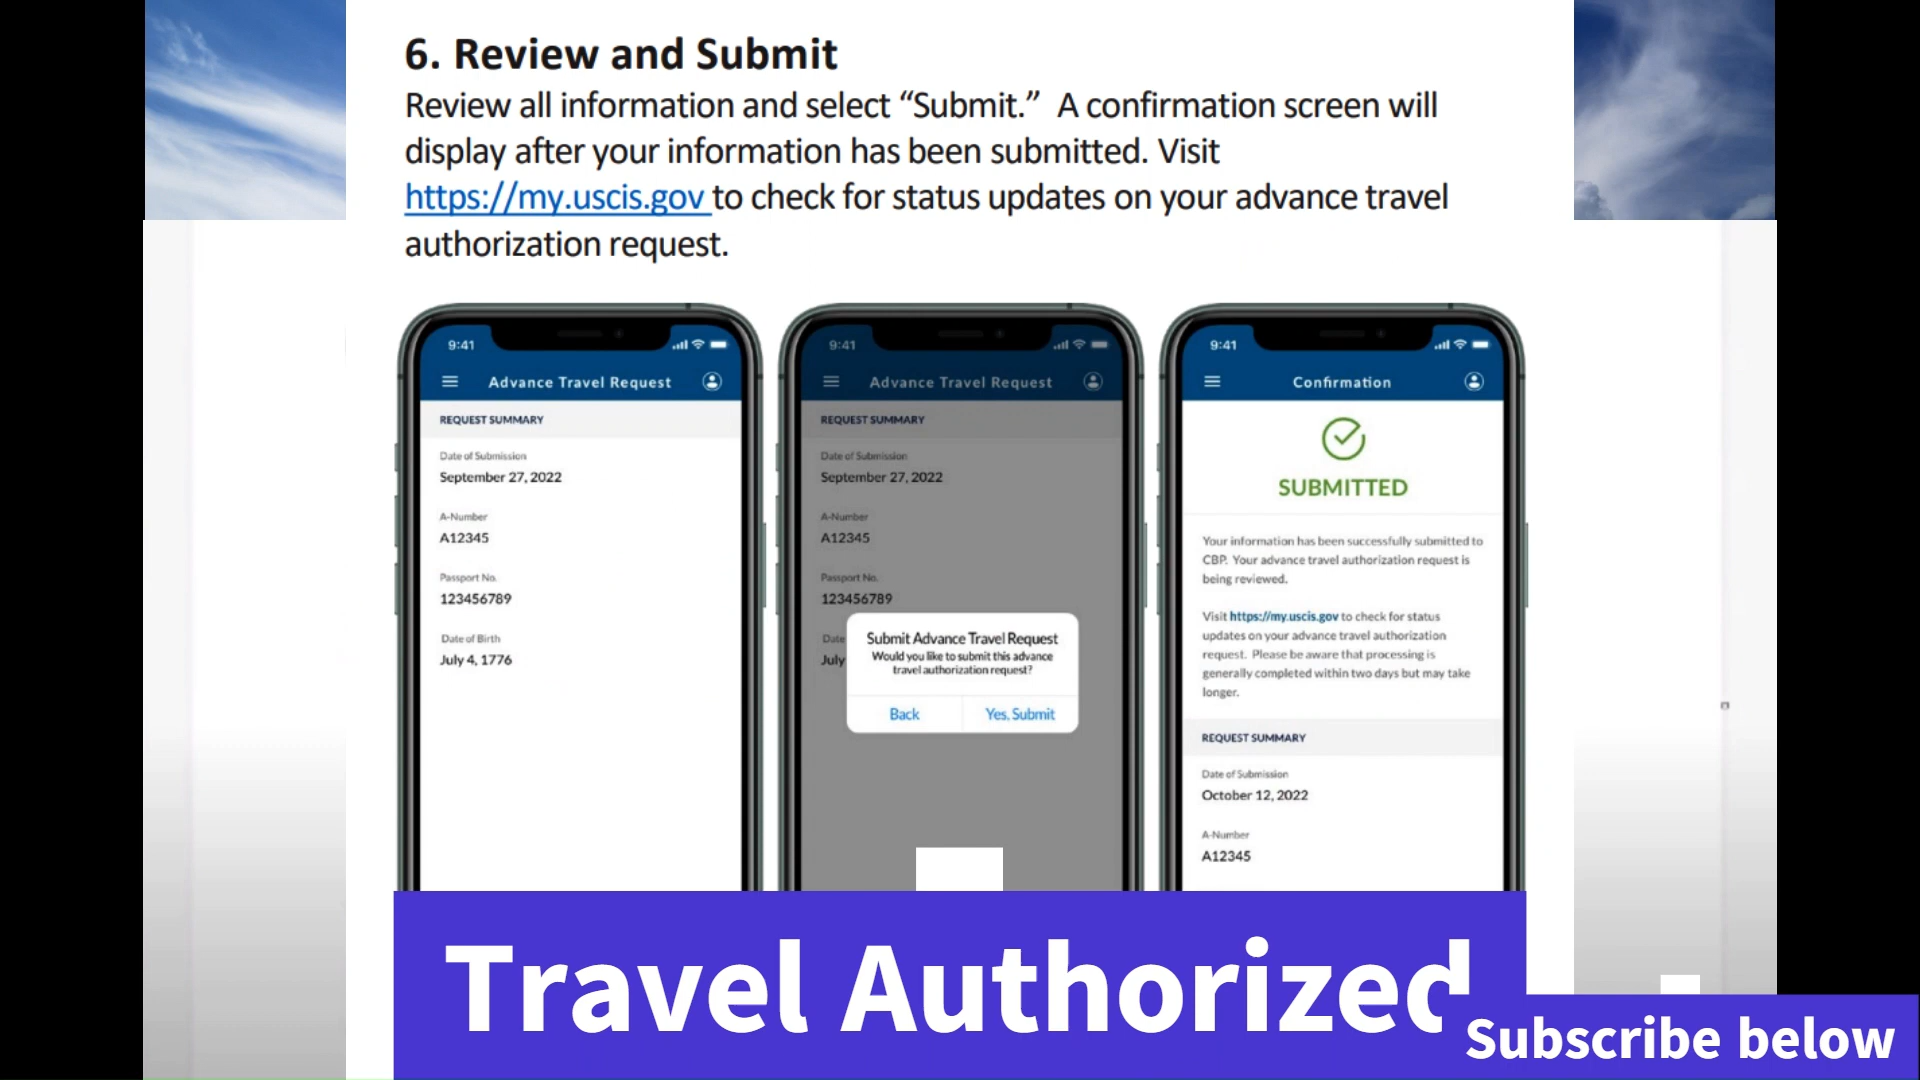 6. Review and Submit
Review all information and select “Submit.” A confirmation screen will
display after your information has been submitted. Visit
https://my.uscis.gov to check for status updates on your advance travel
authorization request.
9:41
Advance Travel Request
REQUEST SUMMARY
Date of Submission
September 27, 2022
A-Number
A12345
Passport No.
123456789
Date of Birth
July 4, 1776
9:41
Advance Travel Request
REQUEST SUMMARY
Date of Submission
September 27, 2022
A-Number
A12345
Passport No.
123456789
Date
July
Submit Advance Travel Request
Would you like to submit this advance
travel authorization request?
Back
Yes, Submit
9:41
Confirmation
SUBMITTED
Your information has been successfully submitted to
CBP. Your advance travel authorization request is
being reviewed.
Visit https://my.uscis.gov to check for status
updates on your advance travel authorization
request. Please be aware that processing is
generally completed within two days but may take
longer.
REQUEST SUMMARY
Date of Submission
October 12, 2022
A-Number
A12345
Travel Authorized
Subscribe below